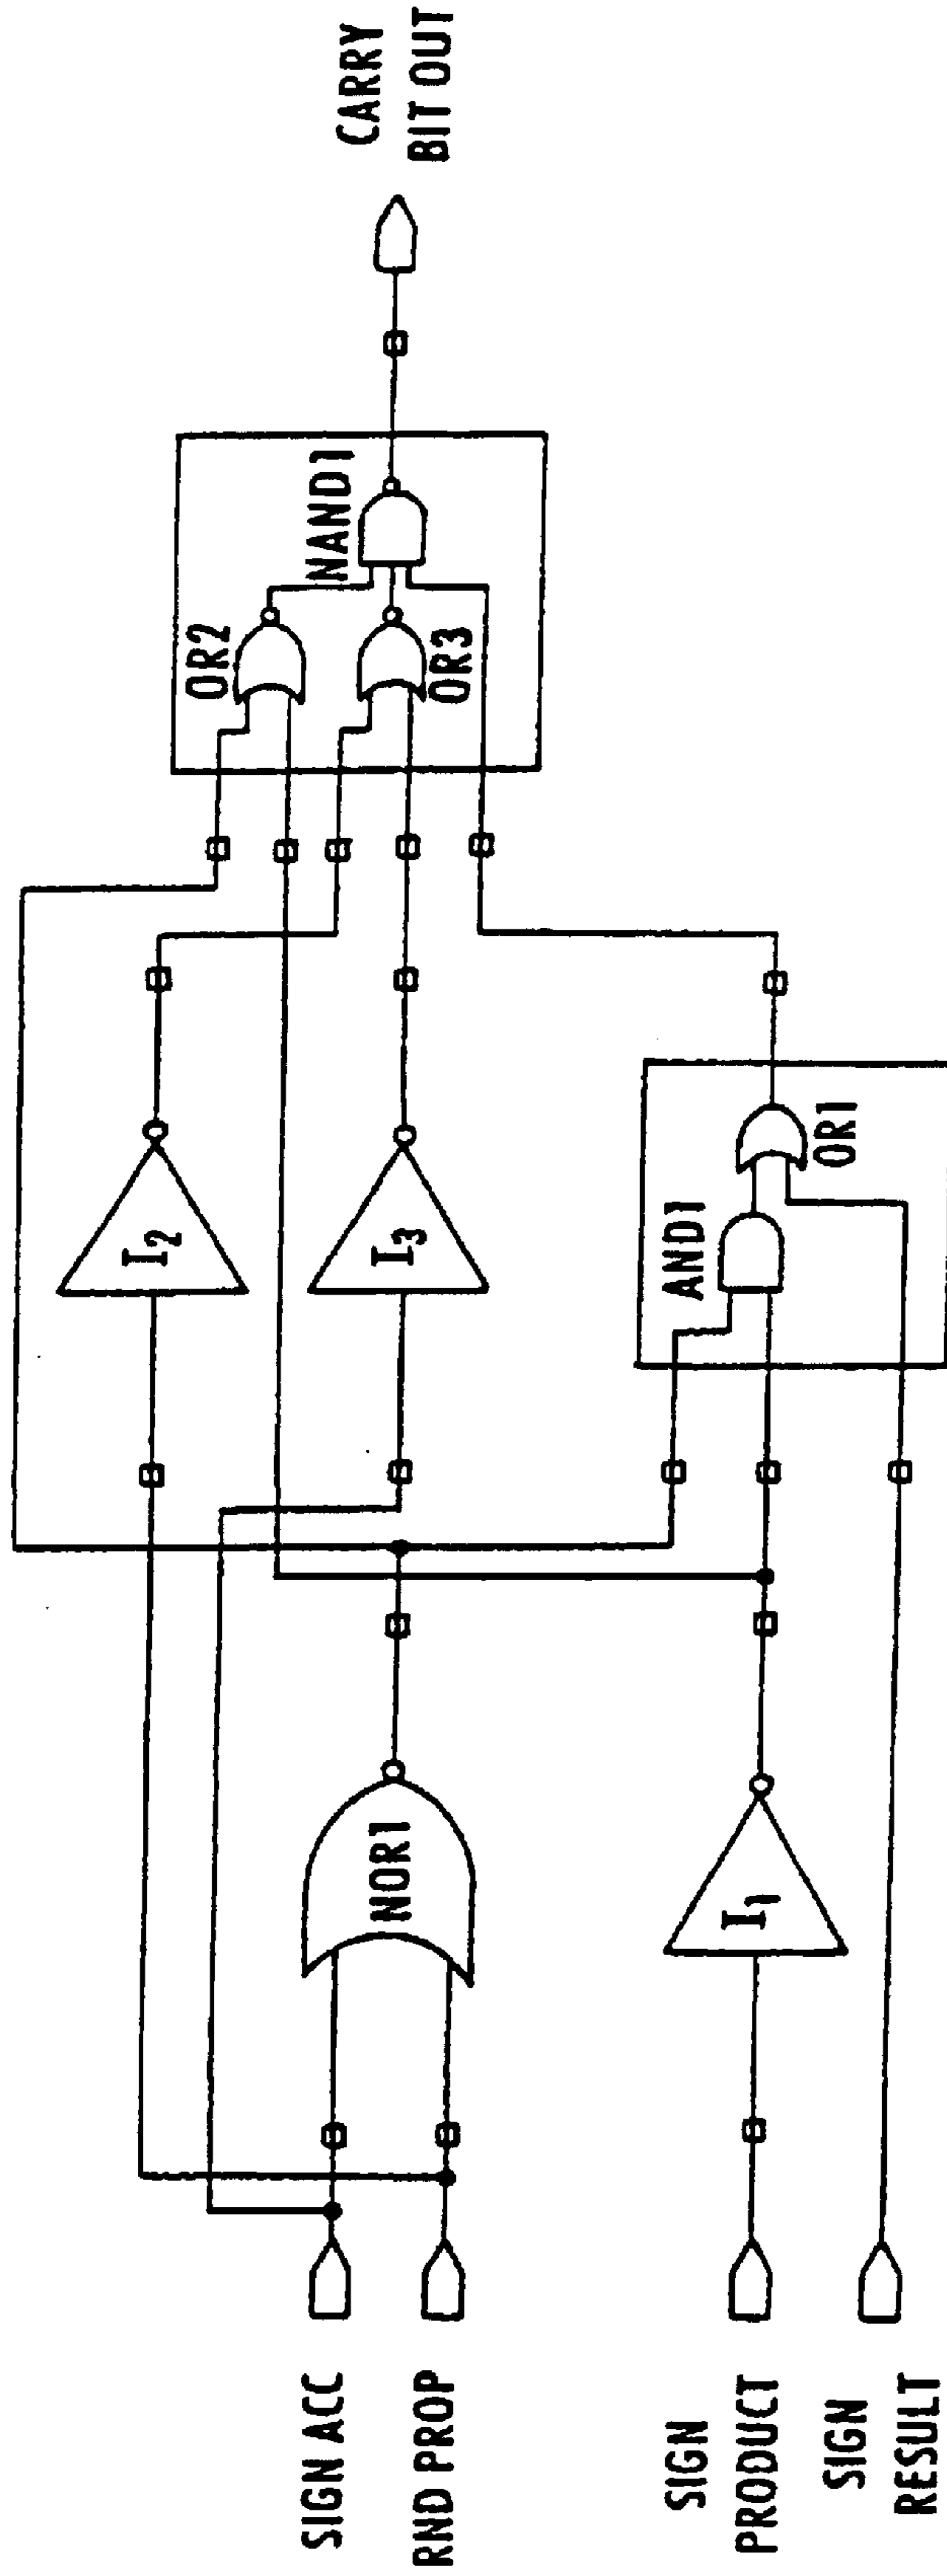 SIGN ACC
RND PROP
SIGN
PRODUCT
SIGN
RESULT
NOR1
I1
I2
I3
AND1
OR1
OR2
OR3
NAND1
CARRY
BIT OUT